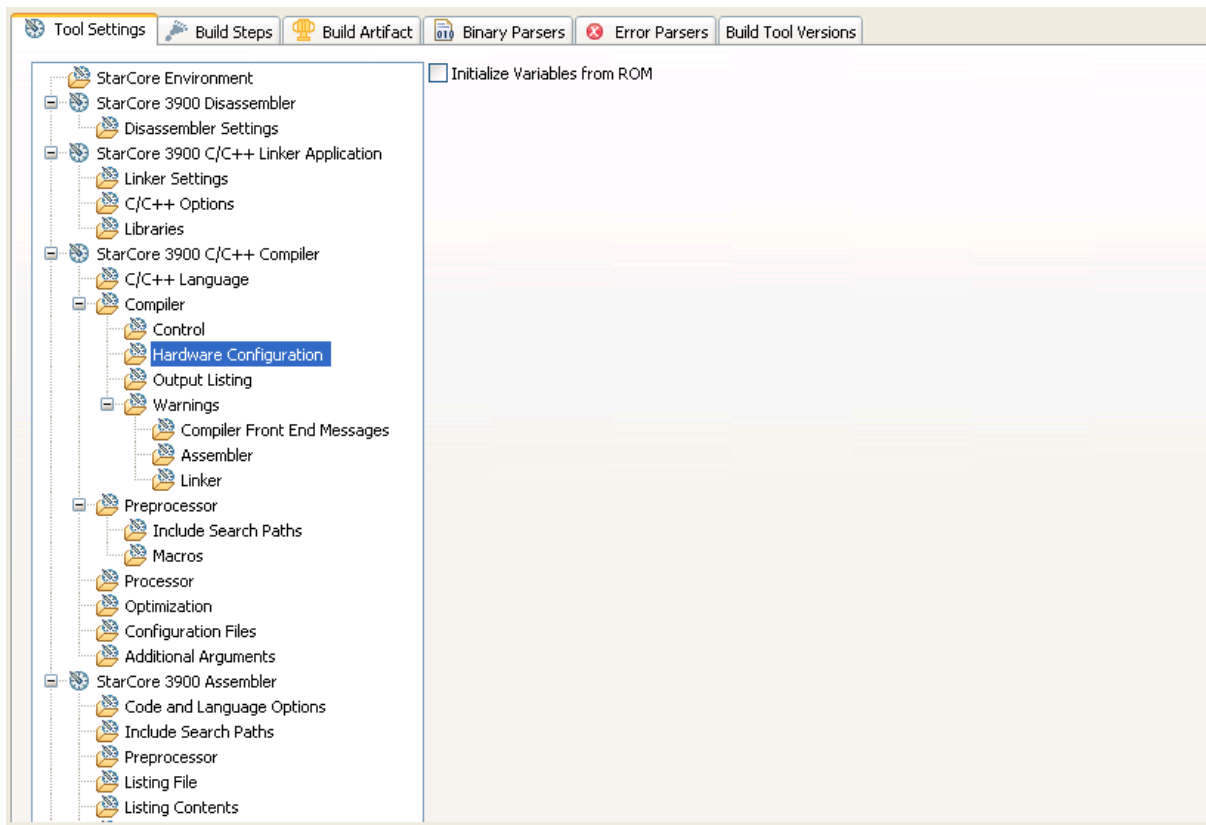 Tool Settings Build Steps Build Artifact Binary Parsers Error Parsers Build Tool Versions
StarCore Environment
StarCore 3900 Disassembler
Disassembler Settings
StarCore 3900 C/C++ Linker Application
Linker Settings
C/C++ Options
Libraries
StarCore 3900 C/C++ Compiler
C/C++ Language
Compiler
Control
Hardware Configuration
Output Listing
Warnings
Compiler Front End Messages
Assembler
Linker
Preprocessor
Include Search Paths
Macros
Processor
Optimization
Configuration Files
Additional Arguments
StarCore 3900 Assembler
Code and Language Options
Include Search Paths
Preprocessor
Listing File
Listing Contents
Initialize Variables from ROM